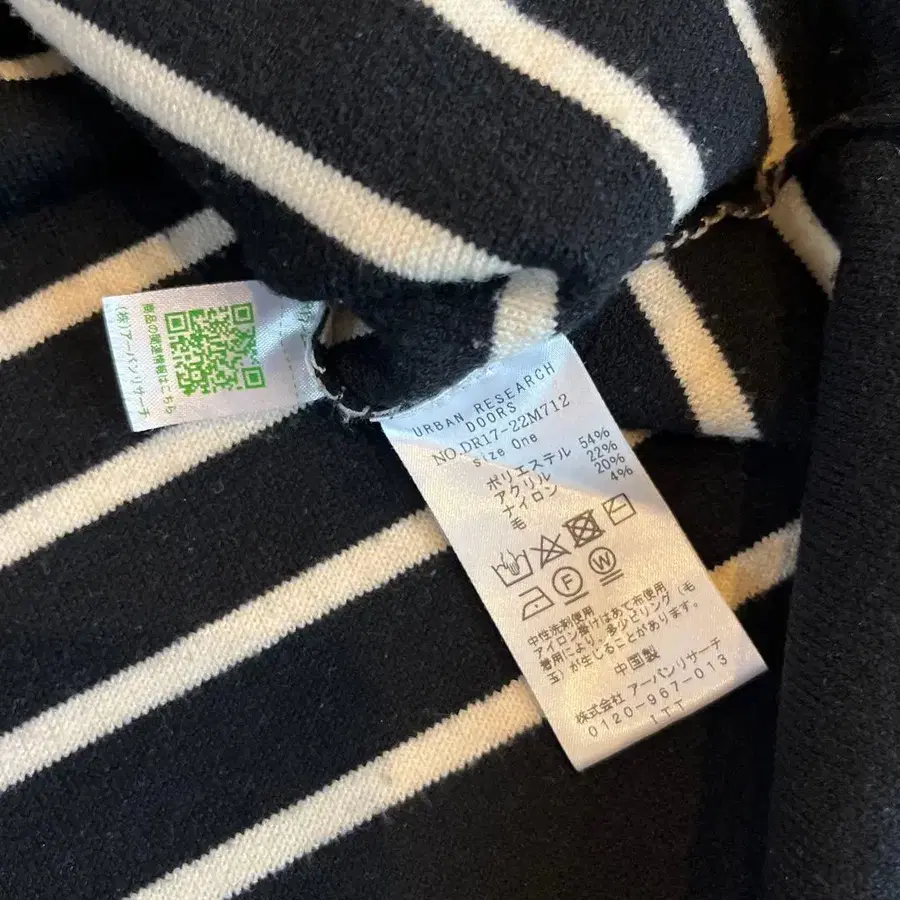 商品の関連情報はこちら
(株)アーバンリサーチ
URBAN RESEARCH
DOORS
NO.DR17-22M712
size One
ポリエステル 54%
アクリル 22%
ナイロン 20%
毛 4%
F W
中性洗剤使用
アイロン掛けはあて布使用
着用により、多少ピリング(毛
玉)が生じることがあります。
中国製
株式会社 アーバンリサーチ
0120-967-013
ITT